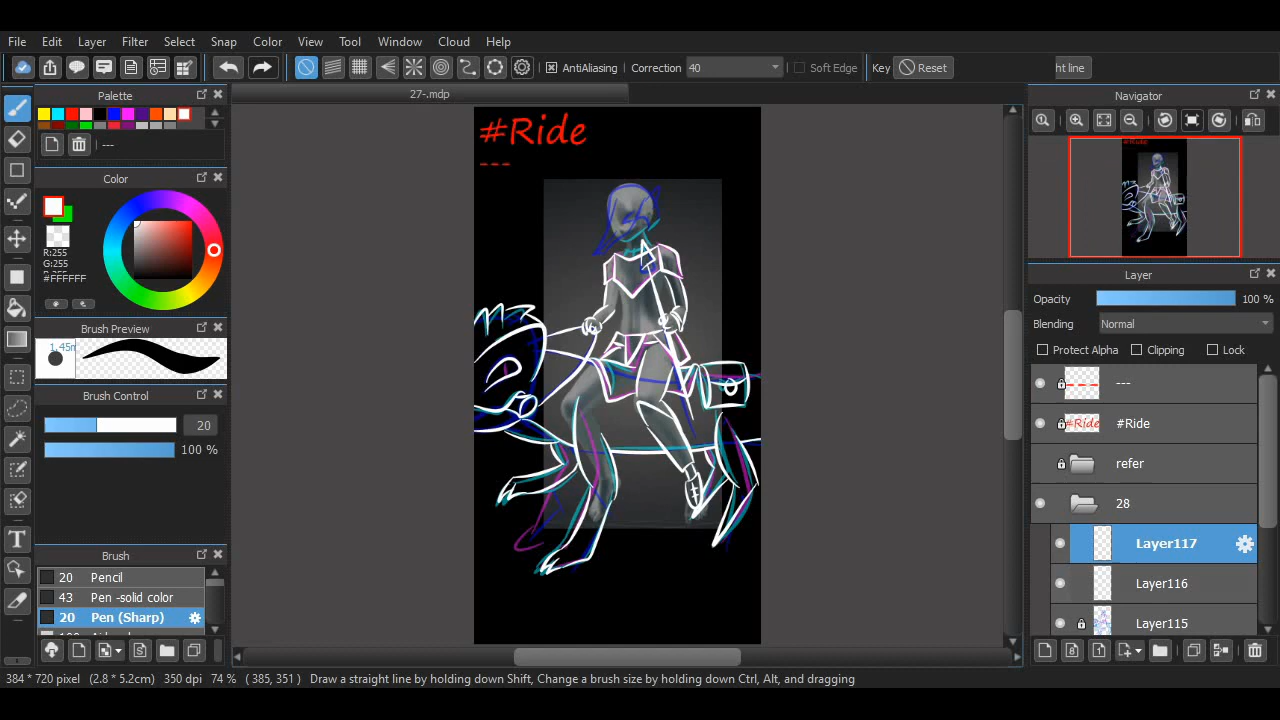 File Edit Layer Filter Select Snap Color View Tool Window Cloud Help
AntiAliasing Correction 40 Soft Edge Key Reset ht line
Palette
27-.mdp
Navigator
#Ride
---
---
Color
R:255
G:255
#FFFFFF
Layer
Opacity 100 %
Blending Normal
Protect Alpha Clipping Lock
Brush Preview
Brush Control
20
100 %
---
#Ride
refer
28
Layer117
Layer116
Layer115
Brush
20 Pencil
43 Pen -solid color
20 Pen (Sharp)
384 * 720 pixel (2.8 * 5.2cm) 350 dpi 74 % ( 385, 351 ) Draw a straight line by holding down Shift, Change a brush size by holding down Ctrl, Alt, and dragging